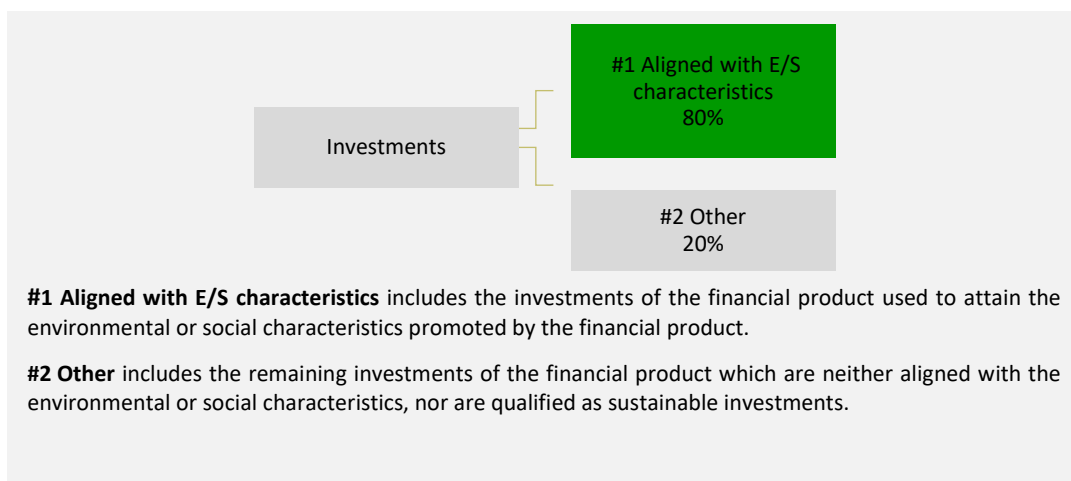 #1 Aligned with E/S
characteristics
80%
Investments
#2 Other
20%
#1 Aligned with E/S characteristics includes the investments of the financial product used to attain the
environmental or social characteristics promoted by the financial product.
#2 Other includes the remaining investments of the financial product which are neither aligned with the
environmental or social characteristics, nor are qualified as sustainable investments.